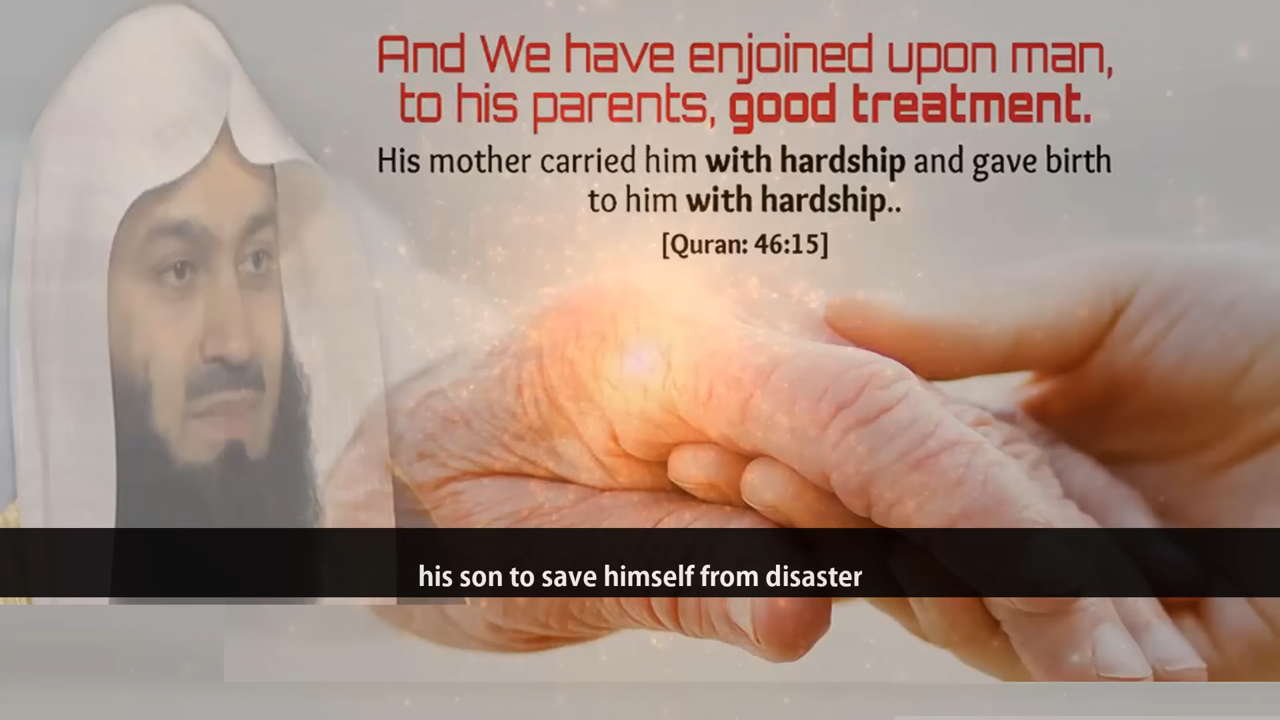 And We have enjoined upon man,
to his parents, good treatment.
His mother carried him with hardship and gave birth
to him with hardship..
[Quran: 46:15]
his son to save himself from disaster